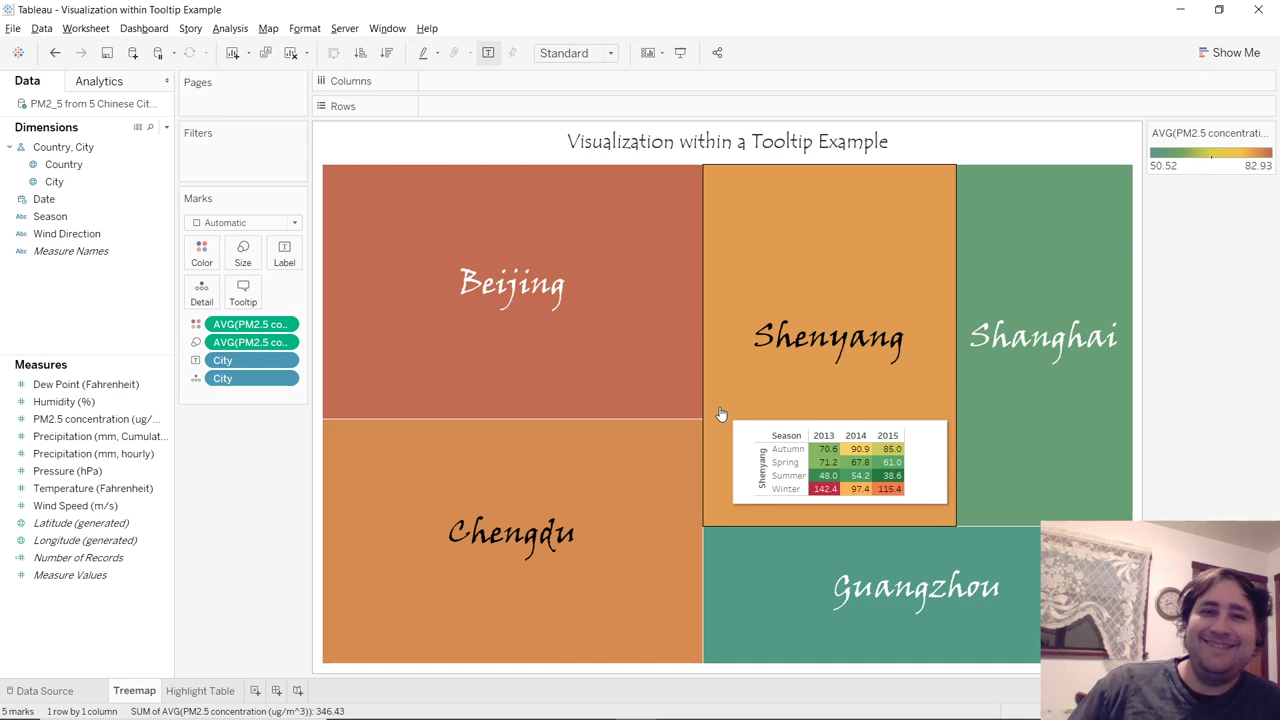 Tableau - Visualization within Tooltip Example
File Data Worksheet Dashboard Story Analysis Map Format Server Window Help
Standard
Show Me
Data Analytics
PM2_5 from 5 Chinese Cit...
Dimensions
Country, City
Country
City
Date
Abc Season
Abc Wind Direction
Abc Measure Names
Measures
Dew Point (Fahrenheit)
Humidity (%)
PM2.5 concentration (ug/...
Precipitation (mm, Cumulat...
Precipitation (mm, hourly)
Pressure (hPa)
Temperature (Fahrenheit)
Wind Speed (m/s)
Latitude (generated)
Longitude (generated)
Number of Records
Measure Values
Pages
Filters
Marks
Automatic
Color Size Label
Detail Tooltip
AVG(PM2.5 co..
AVG(PM2.5 co..
City
City
Columns
Rows
Visualization within a Tooltip Example
Beijing
Shenyang
Shanghai
Chengdu
Guangzhou
Season 2013 2014 2015
Shenyang
Autumn 70.6 90.9 85.0
Spring 71.2 67.8 61.0
Summer 48.0 54.2 38.6
Winter 142.4 97.4 115.4
AVG(PM2.5 concentrati...
50.52 82.93
Data Source Treemap Highlight Table
5 marks 1 row by 1 column SUM of AVG(PM2.5 concentration (ug/m^3)): 346.43